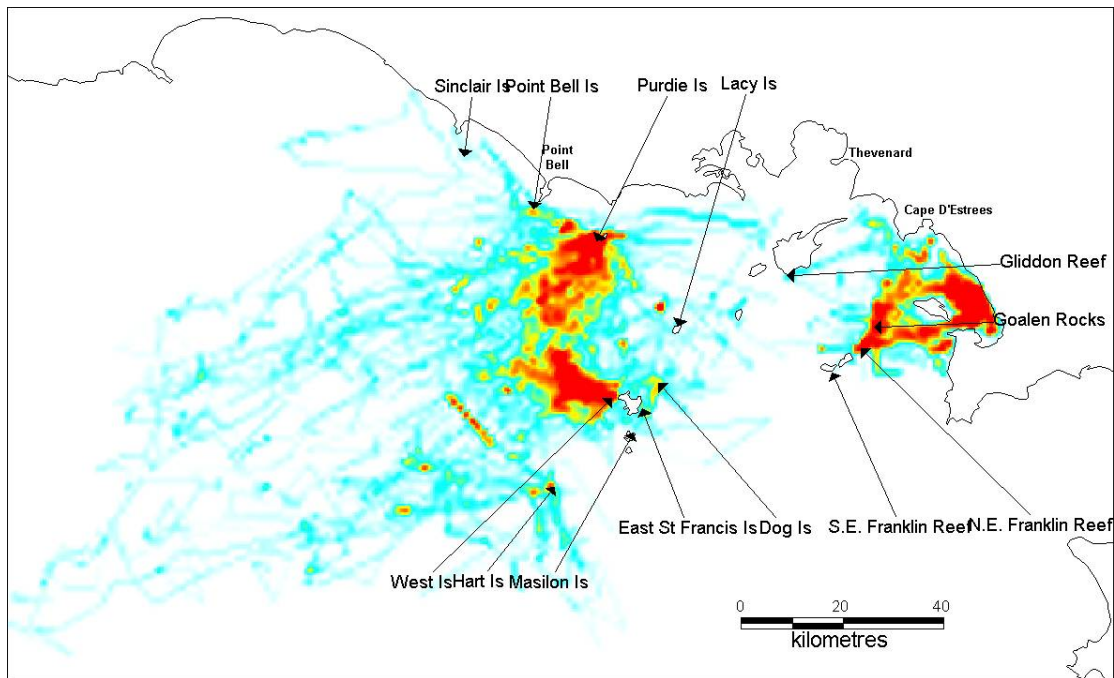 Sinclair Is
Point Bell Is
Purdie Is
Lacy Is
Point
Bell
Thevenard
Cape D'Estrees
Gliddon Reef
Goalen Rocks
East St Francis Is
Dog Is
S.E. Franklin Reef
N.E. Franklin Reef
West Is
Hart Is
Masilon Is
0 20 40
kilometres